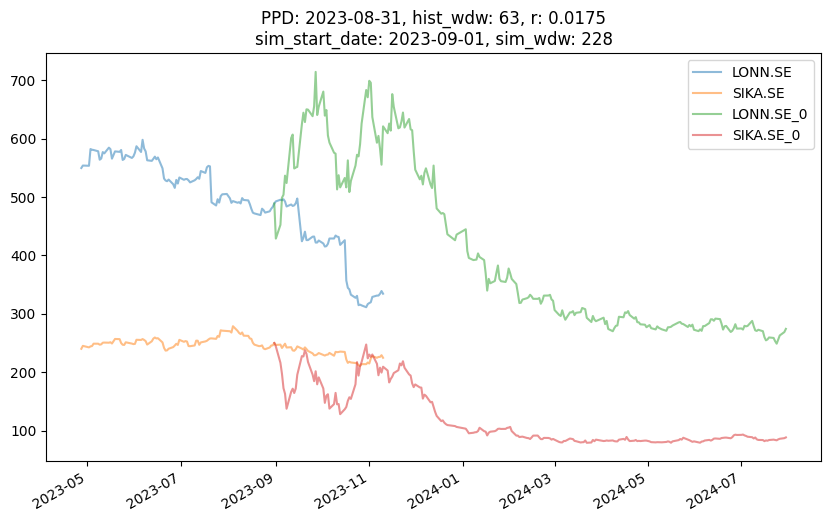 PPD: 2023-08-31, hist_wdw: 63, r: 0.0175
sim_start_date: 2023-09-01, sim_wdw: 228
LONN.SE
SIKA.SE
LONN.SE_0
SIKA.SE_0
700
600
500
400
300
200
100
2023-05
2023-07
2023-09
2023-11
2024-01
2024-03
2024-05
2024-07